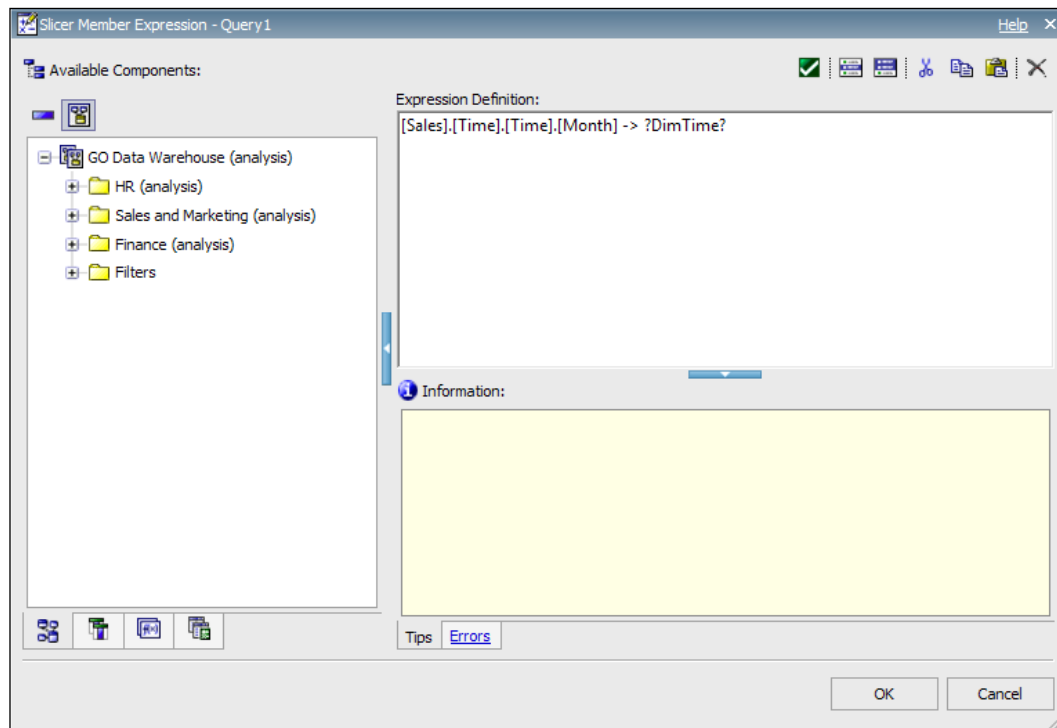 Slicer Member Expression - Query1
Help
Available Components:
Expression Definition:
[Sales].[Time].[Time].[Month] -> ?DimTime?
GO Data Warehouse (analysis)
HR (analysis)
Sales and Marketing (analysis)
Finance (analysis)
Filters
Information:
Tips
Errors
OK
Cancel